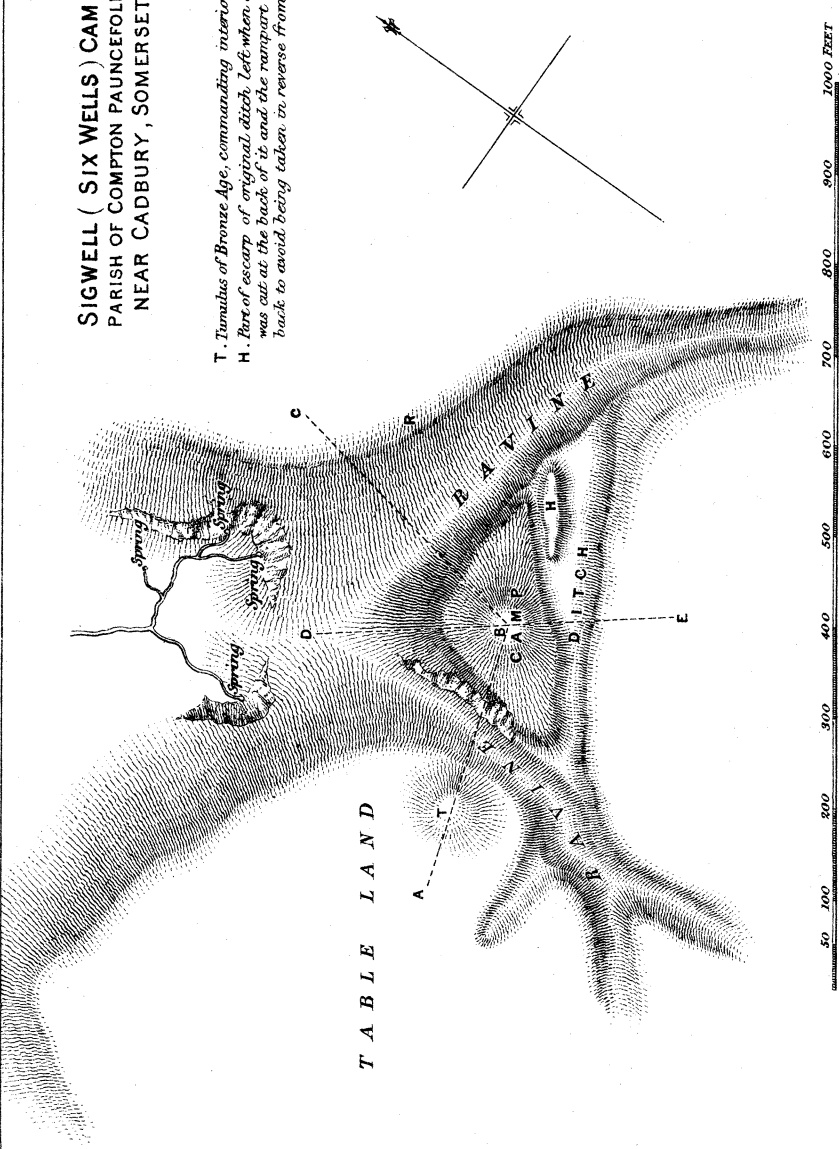 SIGWELL ( SIX WELLS ) CAM
PARISH OF COMPTON PAUNCEFOL
NEAR CADBURY, SOMERSET
T. Tumulus of Bronze Age, commanding interio
H. Part of escarp of original ditch left when
was cut at the back of it and the rampart
back to avoid being taken in reverse from
Spring
Spring
Spring
Spring
C
R
RAVINE
D
B
CAMP
H
DITCH
E
TABLE LAND
T
A
RAVINE
50 100 200 300 400 500 600 700 800 900 1000 FEET